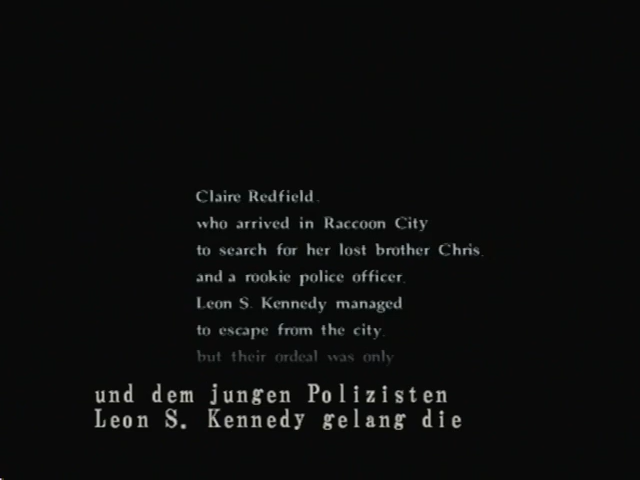 Claire Redfield.
who arrived in Raccoon City
to search for her lost brother Chris.
and a rookie police officer.
Leon S. Kennedy managed
to escape from the city.
but their ordeal was only
und dem jungen Polizisten
Leon S. Kennedy gelang die